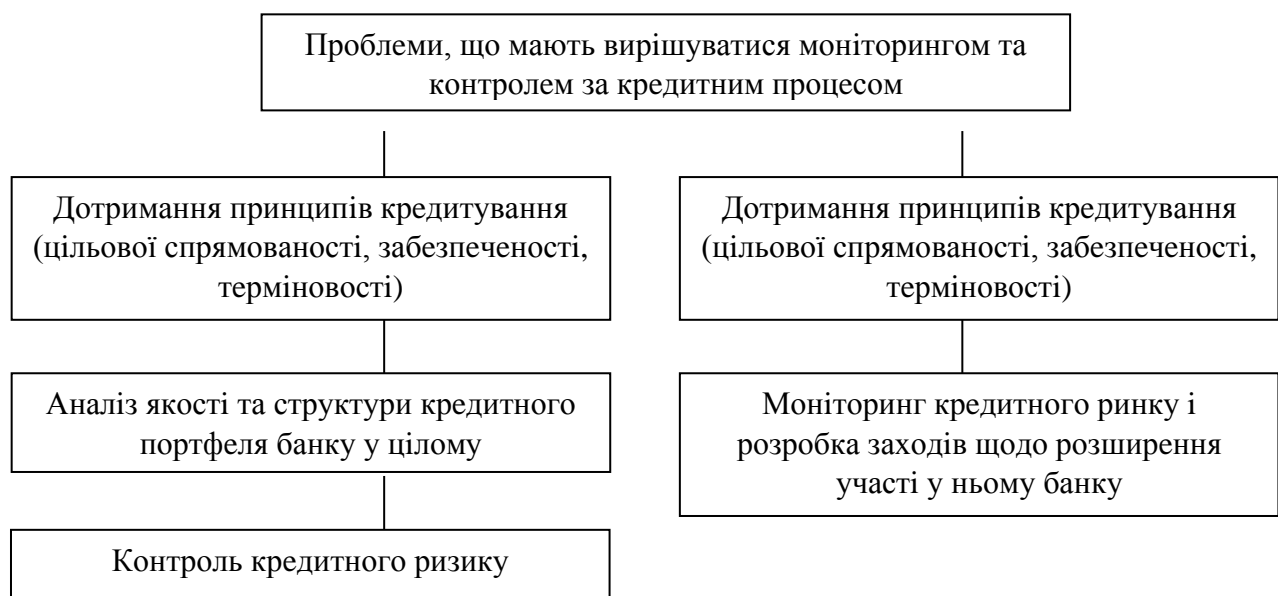 Проблеми, що мають вирішуватися моніторингом та
контролем за кредитним процесом
Дотримання принципів кредитування
(цільової спрямованості, забезпеченості,
терміновості)
Дотримання принципів кредитування
(цільової спрямованості, забезпеченості,
терміновості)
Аналіз якості та структури кредитного
портфеля банку у цілому
Моніторинг кредитного ринку і
розробка заходів щодо розширення
участі у ньому банку
Контроль кредитного ризику